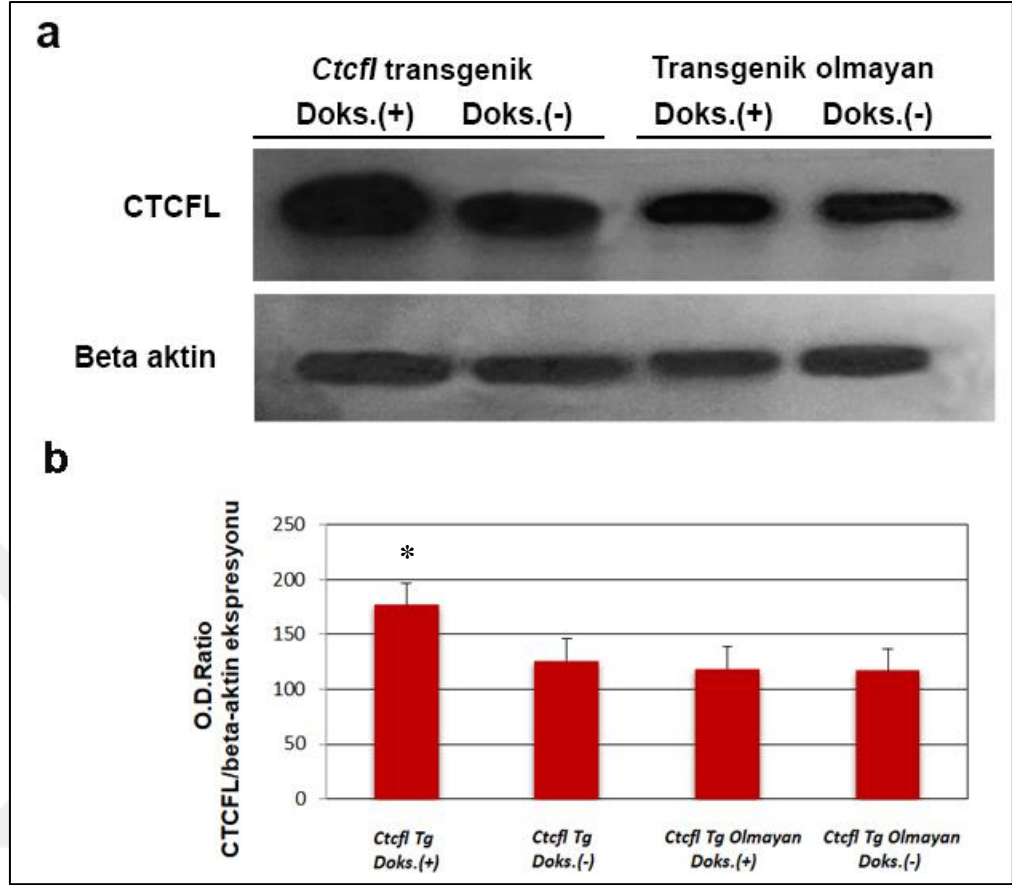 a
Ctcfl transgenik
Transgenik olmayan
Doks.(+) Doks.(-) Doks.(+) Doks.(-)
CTCFL
Beta aktin
b
O.D.Ratio
CTCFL/beta-aktin ekspresyonu
250
200
150
100
50
0
*
Ctcfl Tg
Doks.(+)
Ctcfl Tg
Doks.(-)
Ctcfl Tg Olmayan
Doks.(+)
Ctcfl Tg Olmayan
Doks.(-)